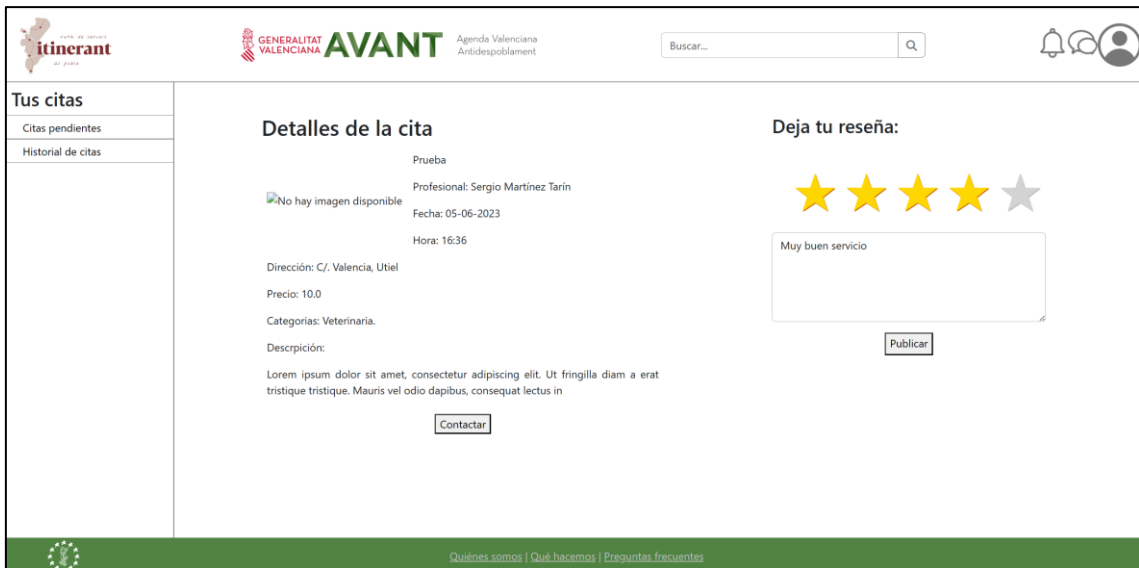 itinerant
GENERALITAT
VALENCIANA
AVANT
Agenda Valenciana
Antidespoblament
Buscar...
Tus citas
Citas pendientes
Historial de citas
Detalles de la cita
Prueba
No hay imagen disponible
Profesional: Sergio Martínez Tarín
Fecha: 05-06-2023
Hora: 16:36
Dirección: C/. Valencia, Utiel
Precio: 10.0
Categorias: Veterinaria.
Descrpición:
Lorem ipsum dolor sit amet, consectetur adipiscing elit. Ut fringilla diam a erat
tristique tristique. Mauris vel odio dapibus, consequat lectus in
Contactar
Deja tu reseña:
Muy buen servicio
Publicar
Quiénes somos | Qué hacemos | Preguntas frecuentes